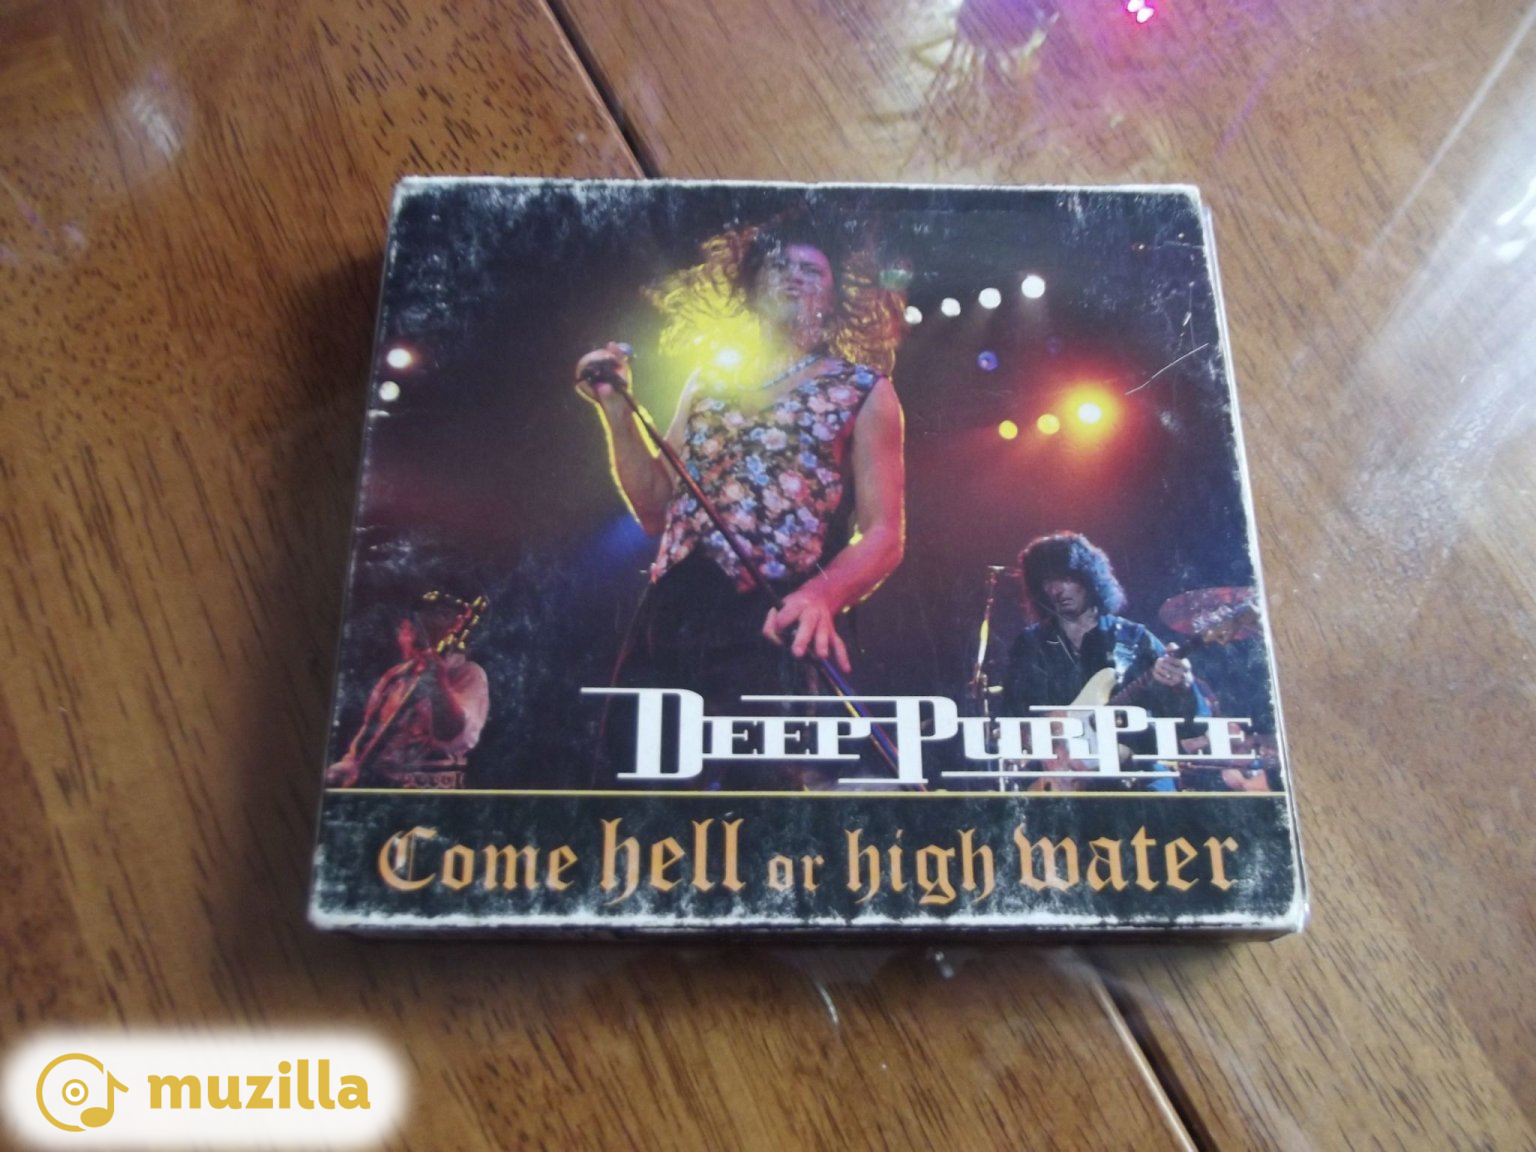 DEEP PURPLE
Come hell or high water
muzilla